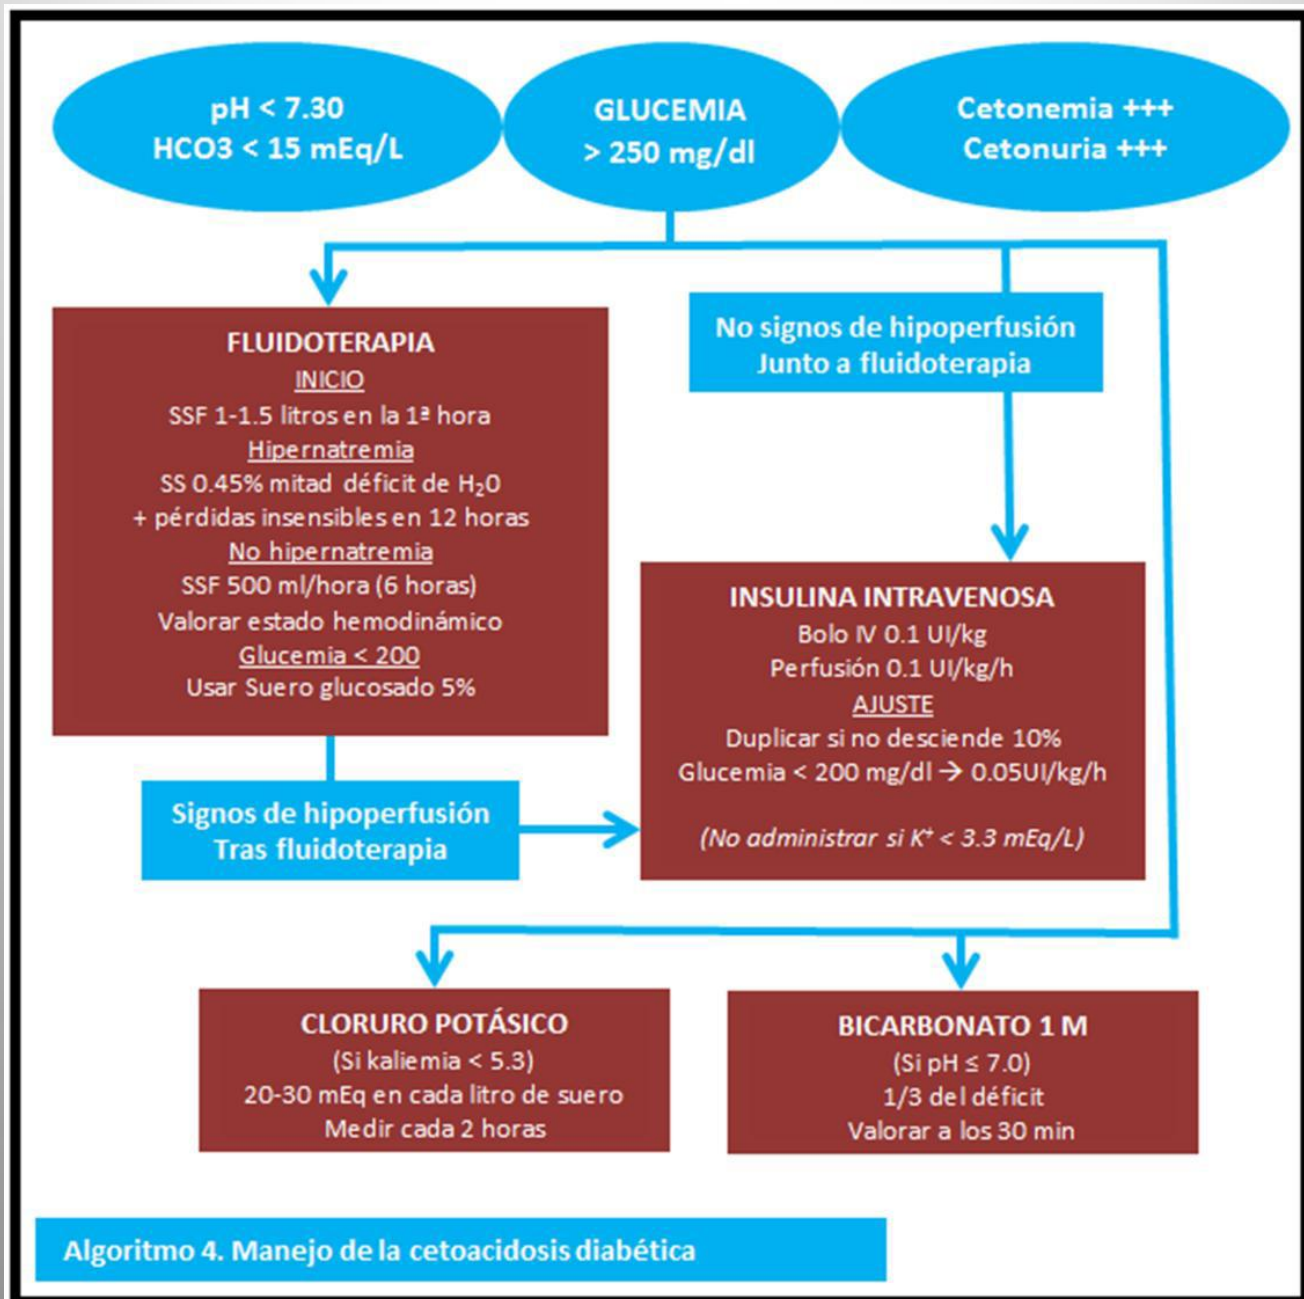 pH < 7.30
HCO3 < 15 mEq/L
GLUCEMIA
> 250 mg/dl
Cetonemia +++
Cetonuria +++
FLUIDOTERAPIA
INICIO
SSF 1-1.5 litros en la 1ª hora
Hipernatremia
SS 0.45% mitad déficit de H₂O
+ pérdidas insensibles en 12 horas
No hipernatremia
SSF 500 ml/hora (6 horas)
Valorar estado hemodinámico
Glucemia < 200
Usar Suero glucosado 5%
No signos de hipoperfusión
Junto a fluidoterapia
INSULINA INTRAVENOSA
Bolo IV 0.1 UI/kg
Perfusión 0.1 UI/kg/h
AJUSTE
Duplicar si no desciende 10%
Glucemia < 200 mg/dl → 0.05UI/kg/h
(No administrar si K⁺ < 3.3 mEq/L)
Signos de hipoperfusión
Tras fluidoterapia
CLORURO POTÁSICO
(Si kaliemia < 5.3)
20-30 mEq en cada litro de suero
Medir cada 2 horas
BICARBONATO 1 M
(Si pH ≤ 7.0)
1/3 del déficit
Valorar a los 30 min
Algoritmo 4. Manejo de la cetoacidosis diabética